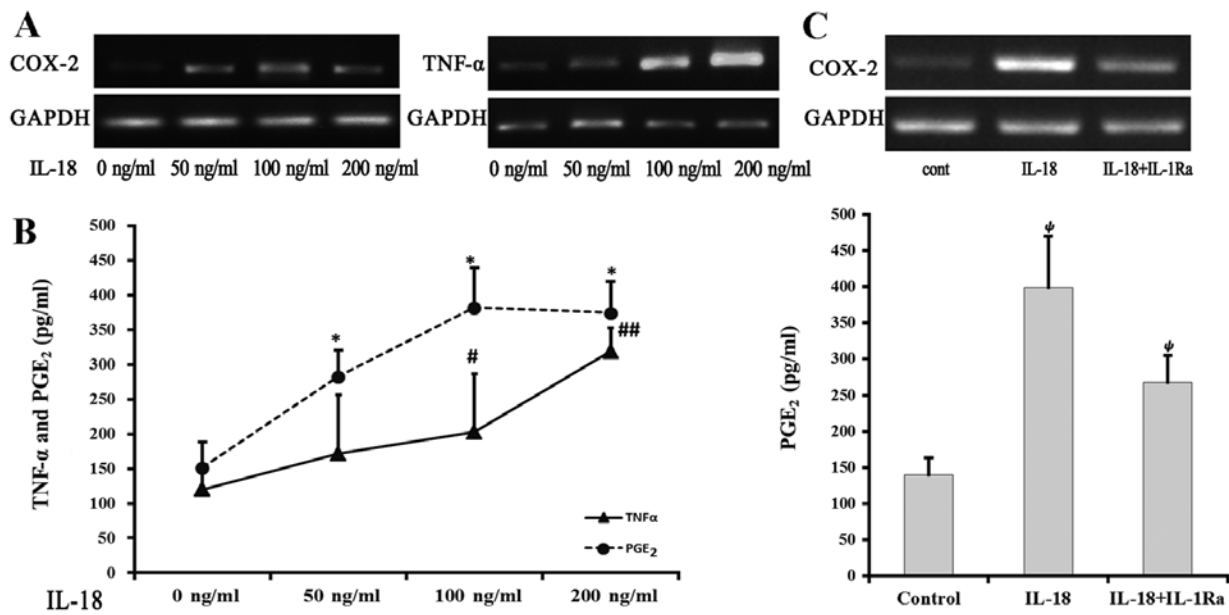 A
COX-2
GAPDH
IL-18
0 ng/ml 50 ng/ml 100 ng/ml 200 ng/ml
TNF-α
GAPDH
0 ng/ml 50 ng/ml 100 ng/ml 200 ng/ml
C
COX-2
GAPDH
cont IL-18 IL-18+IL-1Ra
B
TNF-α and PGE₂ (pg/ml)
500
450
400
350
300
250
200
150
100
50
0
*
*
*
#
##
TNFα
PGE₂
IL-18
0 ng/ml 50 ng/ml 100 ng/ml 200 ng/ml
PGE₂ (pg/ml)
500
450
400
350
300
250
200
150
100
50
0
ψ
ψ
Control IL-18 IL-18+IL-1Ra